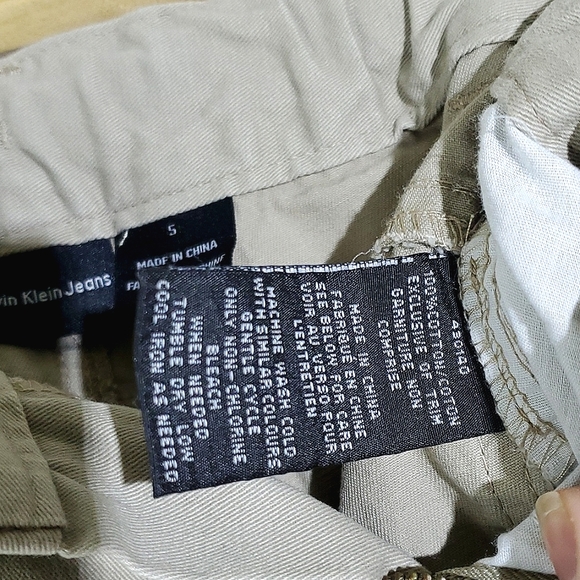 Klein Jeans
5
MADE IN CHINA
49014D
100% COTTON/COTON
EXCLUSIVE OF TRIM
GARNITURE NON
COMPRISE
MADE IN CHINA
FABRIQUE EN CHINE
SEE BELOW FOR CARE
VOIR AU VERSO POUR
L'ENTRETIEN
MACHINE WASH COLD
WITH SIMILAR COLOURS
GENTLE CYCLE
ONLY NON-CHLORINE
BLEACH
WHEN NEEDED
TUMBLE DRY LOW
COOL IRON AS NEEDED